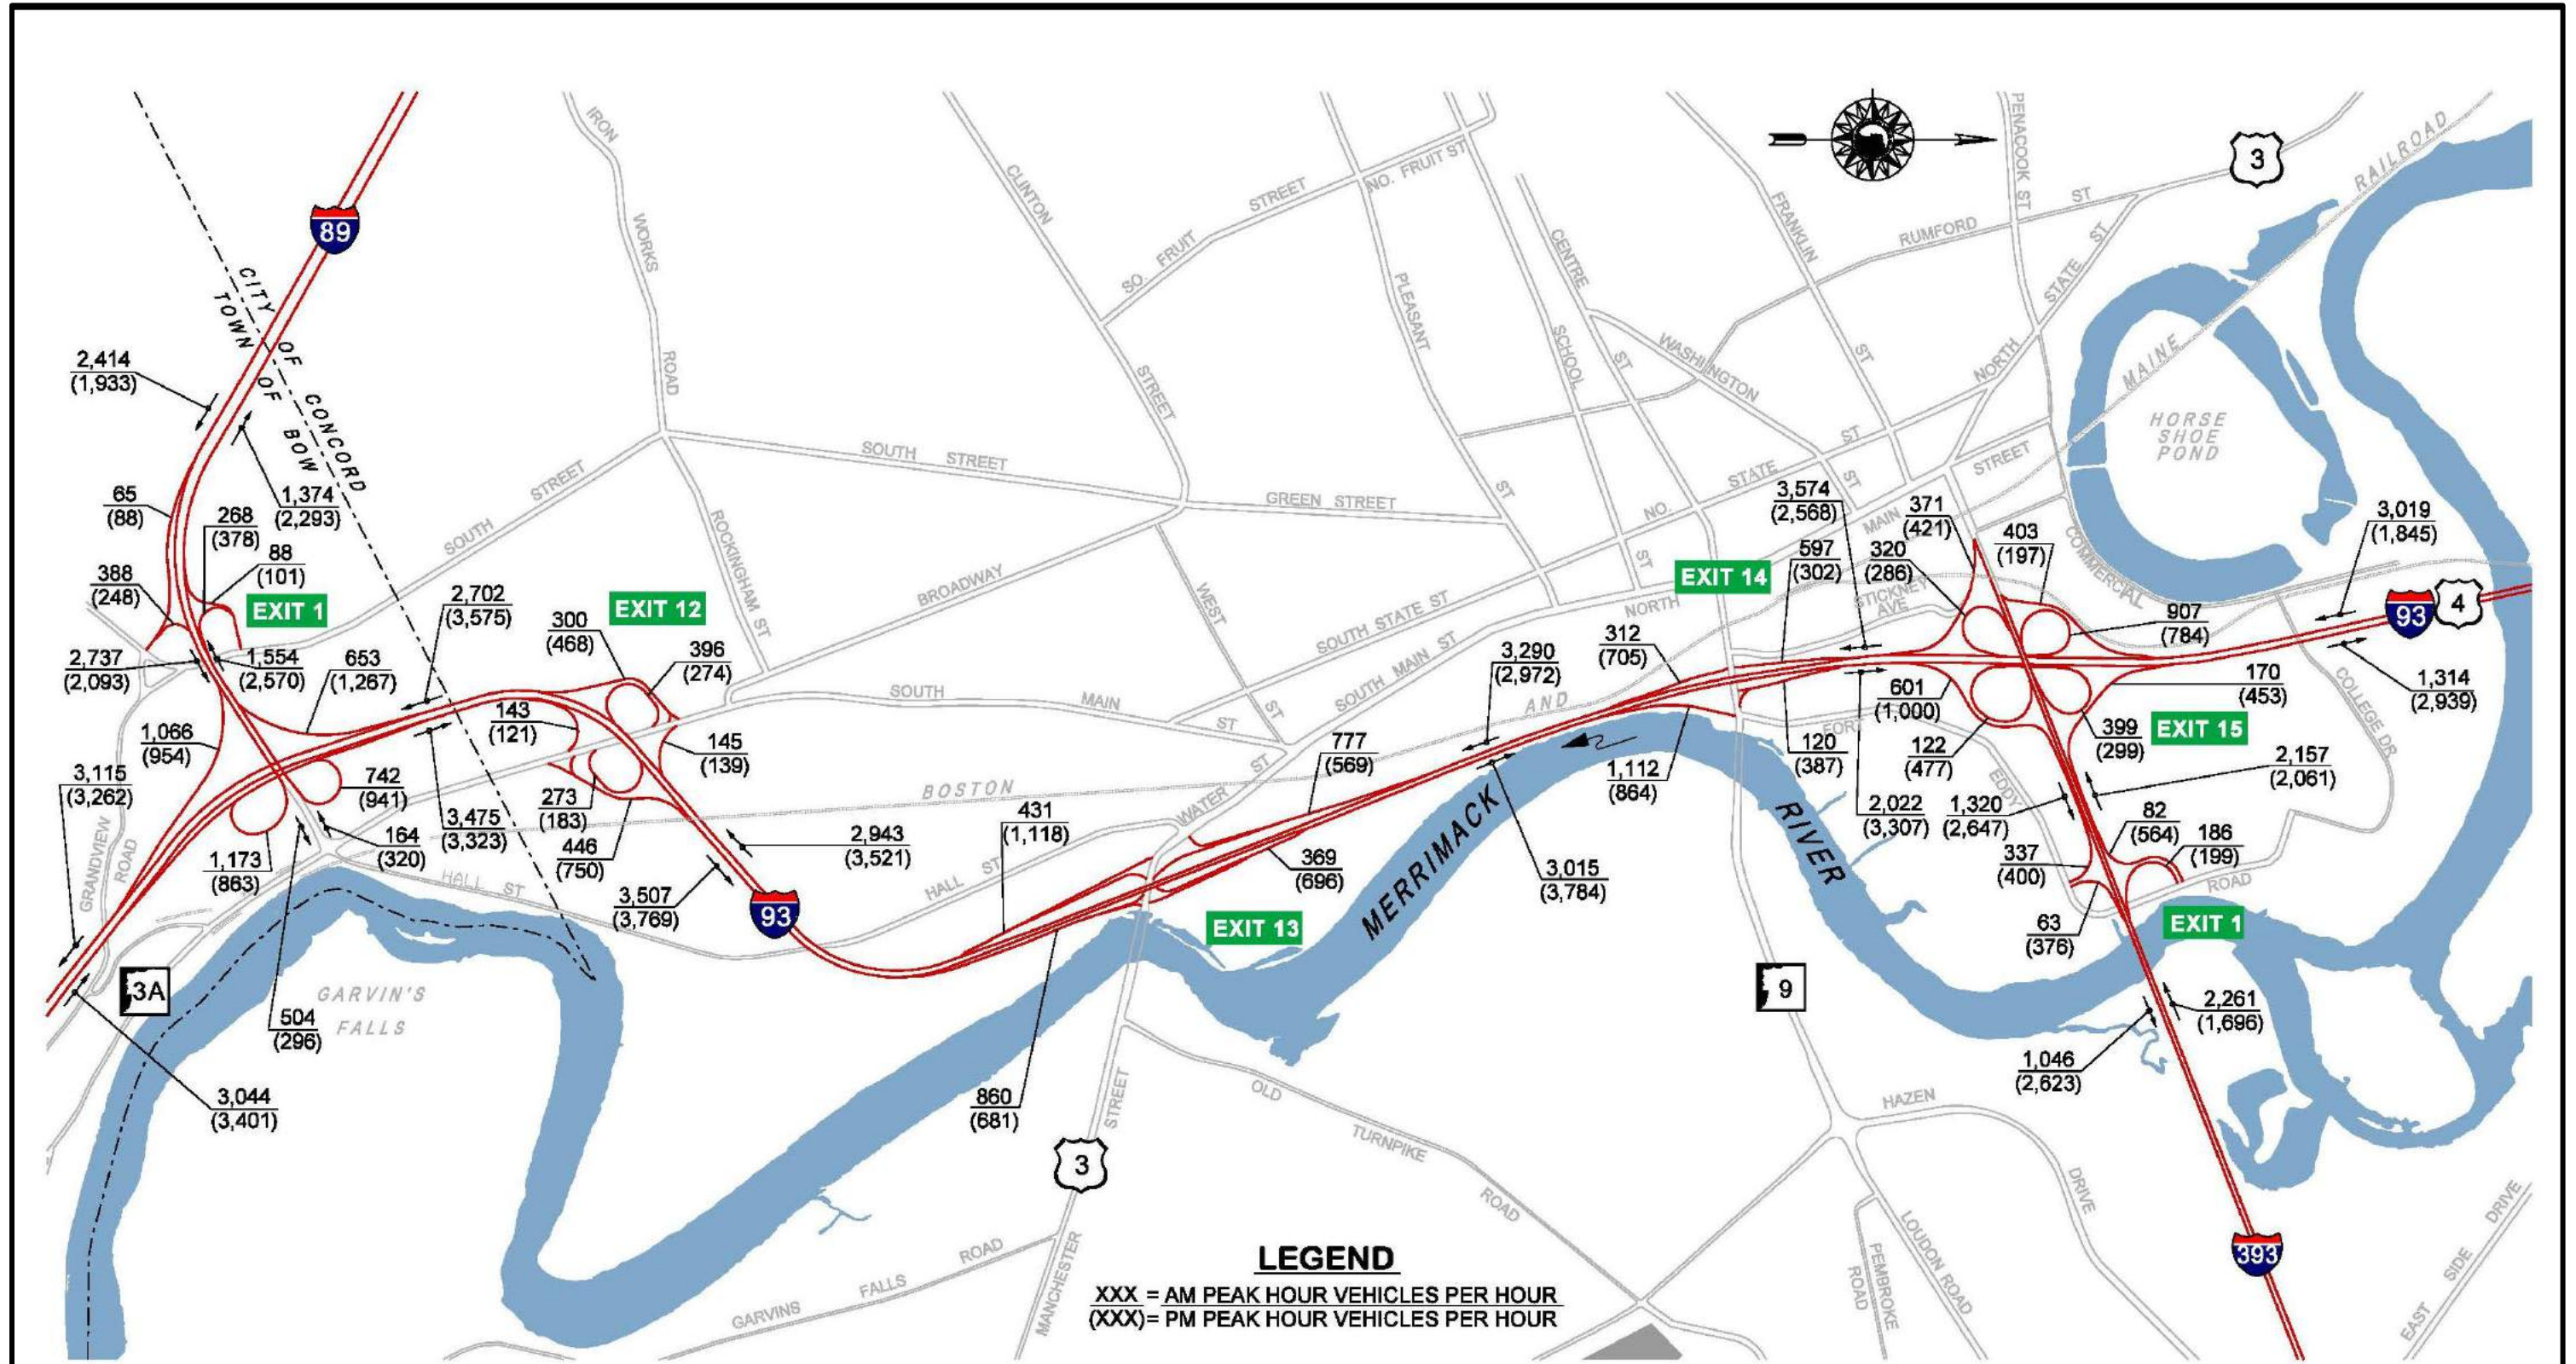 IRON
WORKS
ROAD
CLINTON
STREET
SO. FRUIT
STREET
NO. FRUIT ST
PLEASANT
ST
CENTRE
ST
SCHOOL
ST
FRANKLIN
ST
WASHINGTON
ST
PENACOOK ST
RUMFORD
ST
NORTH
STATE
ST
3
MAINE
RAILROAD
89
CITY OF CONCORD
TOWN OF BOW
HORSE
SHOE
POND
2,414
(1,933)
1,374
(2,293)
65
(88)
268
(378)
88
(101)
388
(248)
EXIT 1
2,737
(2,093)
1,554
(2,570)
653
(1,267)
2,702
(3,575)
SOUTH
STREET
SOUTH
STREET
GREEN STREET
ROCKINGHAM ST
BROADWAY
WEST
ST
SOUTH STATE ST
SOUTH MAIN ST
SOUTH
MAIN
ST
NORTH
MAIN
STREET
NO.
STATE
ST
COMMERCIAL
STICKNEY
AVE
EXIT 12
300
(468)
396
(274)
143
(121)
145
(139)
273
(183)
446
(750)
1,066
(954)
3,115
(3,262)
742
(941)
3,475
(3,323)
1,173
(863)
164
(320)
504
(296)
3,044
(3,401)
GRANDVIEW
ROAD
3A
GARVIN'S
FALLS
HALL ST
HALL ST
3,507
(3,769)
2,943
(3,521)
93
BOSTON
AND
WATER
ST
431
(1,118)
777
(569)
369
(696)
860
(681)
EXIT 13
3,290
(2,972)
3,015
(3,784)
MERRIMACK
RIVER
EXIT 14
312
(705)
1,112
(864)
597
(302)
120
(387)
3,574
(2,568)
2,022
(3,307)
371
(421)
320
(286)
403
(197)
907
(784)
3,019
(1,845)
93
4
1,314
(2,939)
170
(453)
601
(1,000)
122
(477)
399
(299)
EXIT 15
2,157
(2,061)
1,320
(2,647)
FORT
EDDY
ROAD
COLLEGE DR
82
(564)
186
(199)
337
(400)
63
(376)
EXIT 1
2,261
(1,696)
1,046
(2,623)
9
3
MANCHESTER
STREET
OLD
TURNPIKE
ROAD
GARVINS
FALLS
ROAD
HAZEN
DRIVE
LOUDON ROAD
PEMBROKE
ROAD
393
EAST
SIDE
DRIVE
LEGEND
XXX = AM PEAK HOUR VEHICLES PER HOUR
(XXX)= PM PEAK HOUR VEHICLES PER HOUR